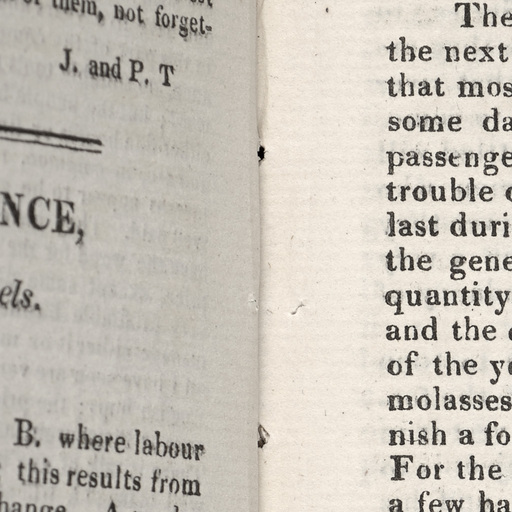 them, not forget-
J. and P. T
NCE,
els.
B. where labour
this results from
hange.
The
the next
that mos
some da
passenge
trouble
last duri
the gene
quantity
and the
of the ye
molasses
nish a fo
For the
a few ha